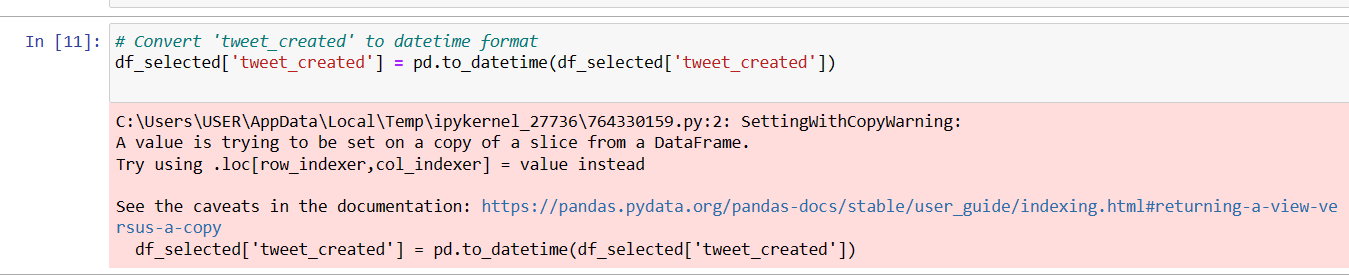 In [11]: # Convert 'tweet_created' to datetime format
df_selected['tweet_created'] = pd.to_datetime(df_selected['tweet_created'])
C:\Users\USER\AppData\Local\Temp\ipykernel_27736\764330159.py:2: SettingWithCopyWarning:
A value is trying to be set on a copy of a slice from a DataFrame.
Try using .loc[row_indexer,col_indexer] = value instead
See the caveats in the documentation: https://pandas.pydata.org/pandas-docs/stable/user_guide/indexing.html#returning-a-view-ve
rsus-a-copy
df_selected['tweet_created'] = pd.to_datetime(df_selected['tweet_created'])